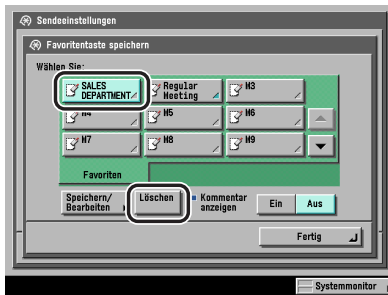 Sendeeinstellungen
Favoritentaste speichern
Wählen Sie:
SALES DEPARTMENT
Regular Meeting
M3
M4
M5
M6
M7
M8
M9
Favoriten
Speichern/ Bearbeiten
Löschen
Kommentar anzeigen
Ein
Aus
Fertig
Systemmonitor